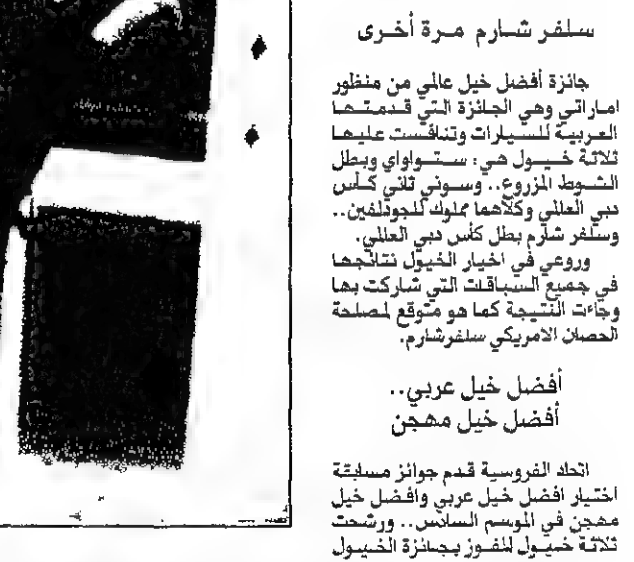 سلفر شارم مرة أخرى
جائزة أفضل خيل عالمي من منظور
اماراتي وهي الجائزة التي قدمتها
العربية للسيارات وتنافست عليها
ثلاثة خيول هي: ستواواي وبطل
الشوط المزروع.. وسوني ثاني كأس
دبي العالمي وكلاهما مملوك للجودلفين..
وسلفر شارم بطل كأس دبي العالمي.
وروعي في اخيار الخيول نتائجها
في جميع السباقات التي شاركت بها
وجاءت النتيجة كما هو متوقع لمصلحة
الحصان الامريكي سلفرشارم.
أفضل خيل عربي..
أفضل خيل مهجن
اتحاد الفروسية قدم جوائز مسابقة
اختيار افضل خيل عربي وافضل خيل
مهجن في الموسم السادس.. ورشحت
ثلاثة خيول للفوز بجائزة الخيول